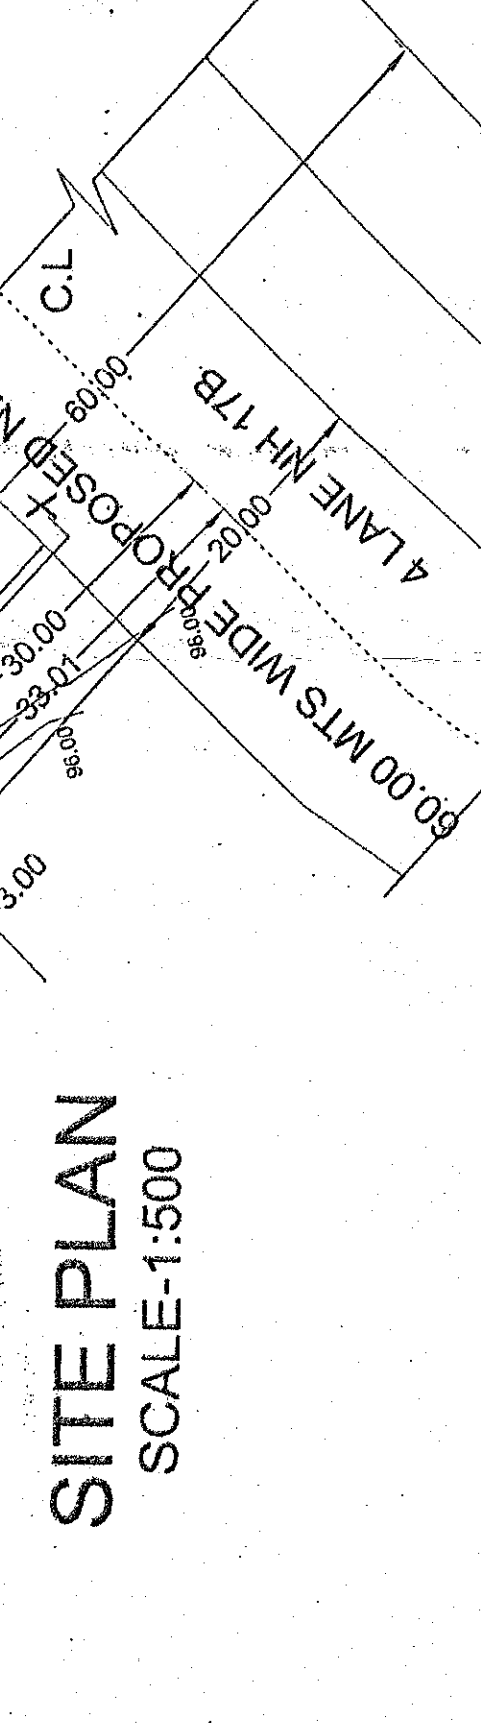 SITE PLAN
SCALE-1:500
C.L
60.00
60.00 MTS WIDE PROPOSED N
4 LANE NH 17B
20.00
30.00
33.01
96.00
96.00
3.00